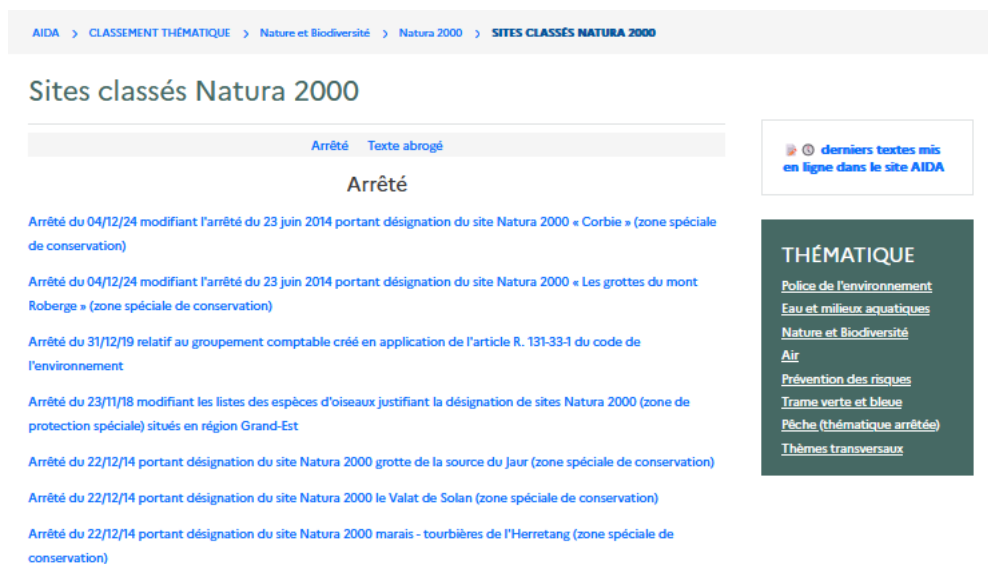 AIDA > CLASSEMENT THÉMATIQUE > Nature et Biodiversité > Natura 2000 > SITES CLASSÉS NATURA 2000
Sites classés Natura 2000
Arrêté Texte abrogé
Arrêté
Arrêté du 04/12/24 modifiant l'arrêté du 23 juin 2014 portant désignation du site Natura 2000 « Corbie » (zone spéciale
de conservation)
Arrêté du 04/12/24 modifiant l'arrêté du 23 juin 2014 portant désignation du site Natura 2000 « Les grottes du mont
Roberge » (zone spéciale de conservation)
Arrêté du 31/12/19 relatif au groupement comptable créé en application de l'article R. 131-33-1 du code de
l'environnement
Arrêté du 23/11/18 modifiant les listes des espèces d'oiseaux justifiant la désignation de sites Natura 2000 (zone de
protection spéciale) situés en région Grand-Est
Arrêté du 22/12/14 portant désignation du site Natura 2000 grotte de la source du Jaur (zone spéciale de conservation)
Arrêté du 22/12/14 portant désignation du site Natura 2000 le Valat de Solan (zone spéciale de conservation)
Arrêté du 22/12/14 portant désignation du site Natura 2000 marais - tourbières de l'Herretang (zone spéciale de
conservation)
derniers textes mis
en ligne dans le site AIDA
THÉMATIQUE
Police de l'environnement
Eau et milieux aquatiques
Nature et Biodiversité
Air
Prévention des risques
Trame verte et bleue
Pêche (thématique arrêtée)
Thèmes transversaux